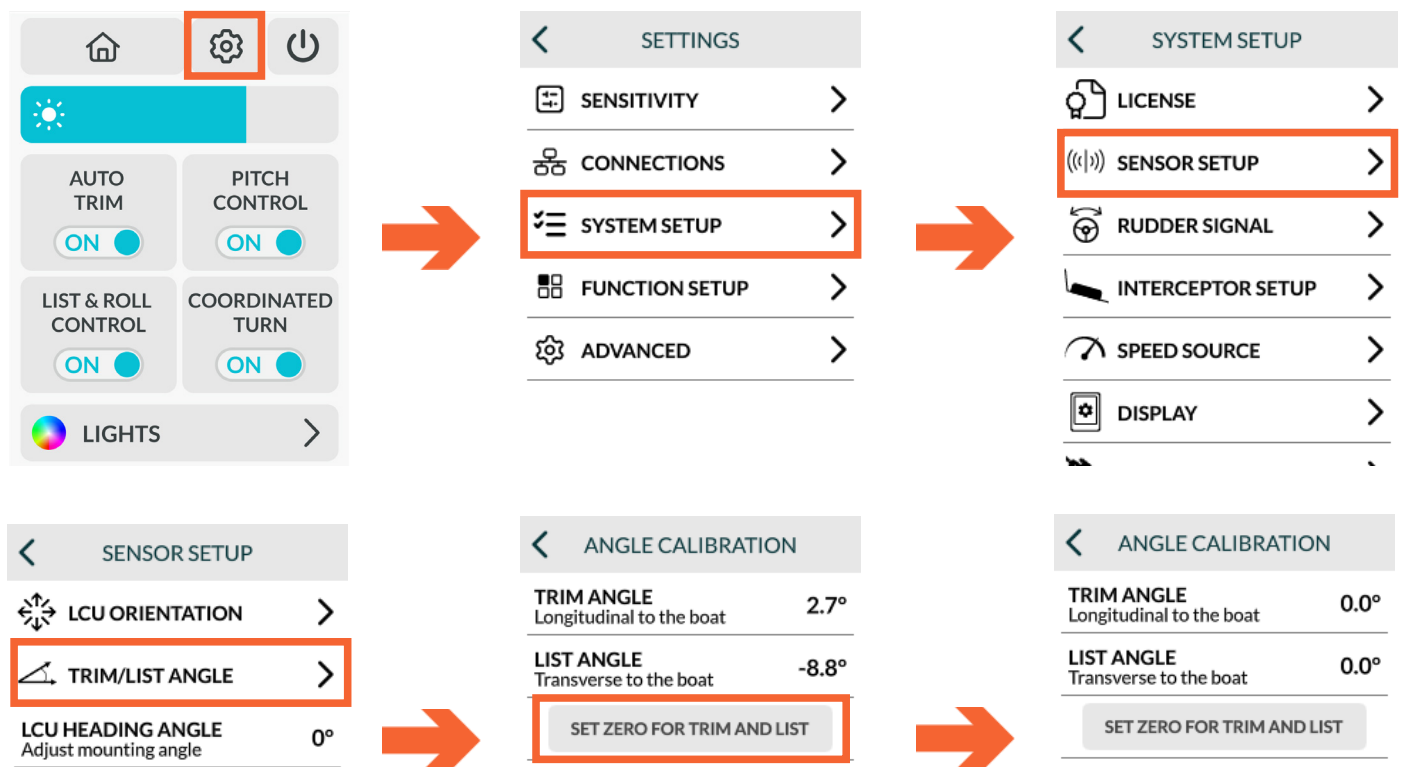 AUTO
TRIM
ON
PITCH
CONTROL
ON
LIST & ROLL
CONTROL
ON
COORDINATED
TURN
ON
LIGHTS
SETTINGS
SENSITIVITY
CONNECTIONS
SYSTEM SETUP
FUNCTION SETUP
ADVANCED
SYSTEM SETUP
LICENSE
SENSOR SETUP
RUDDER SIGNAL
INTERCEPTOR SETUP
SPEED SOURCE
DISPLAY
SENSOR SETUP
LCU ORIENTATION
TRIM/LIST ANGLE
LCU HEADING ANGLE 0°
Adjust mounting angle
ANGLE CALIBRATION
TRIM ANGLE 2.7°
Longitudinal to the boat
LIST ANGLE -8.8°
Transverse to the boat
SET ZERO FOR TRIM AND LIST
ANGLE CALIBRATION
TRIM ANGLE 0.0°
Longitudinal to the boat
LIST ANGLE 0.0°
Transverse to the boat
SET ZERO FOR TRIM AND LIST